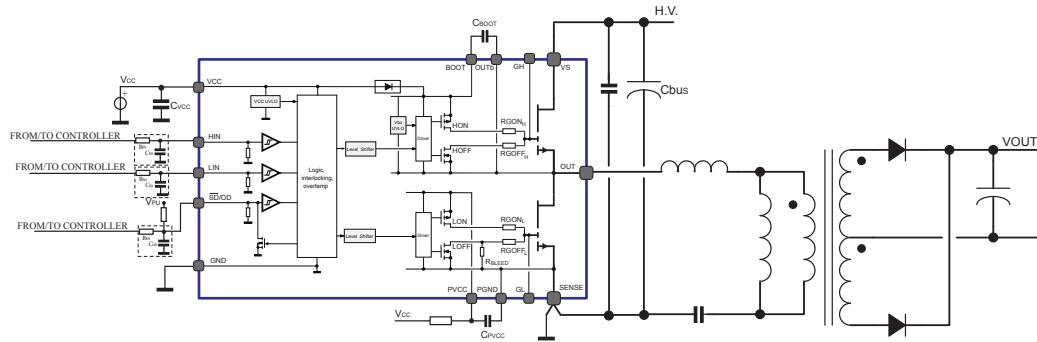 H.V.
CBOOT
BOOT
OUTb
GH
VS
VCC
VCC
CVCC
VCC UVLO
Cbus
Vbo UVLO
HON
RGONH
FROM/TO CONTROLLER
HIN
Driver
HOFF
RGOFFH
VOUT
Level Shifter
FROM/TO CONTROLLER
LIN
Logic,
interlocking,
overtemp
OUT
VPU
SD/OD
FROM/TO CONTROLLER
LON
RGONL
Level Shifter
Driver
LOFF
RGOFFL
RBLEED
GND
PVCC
PGND
GL
SENSE
VCC
CPVCC